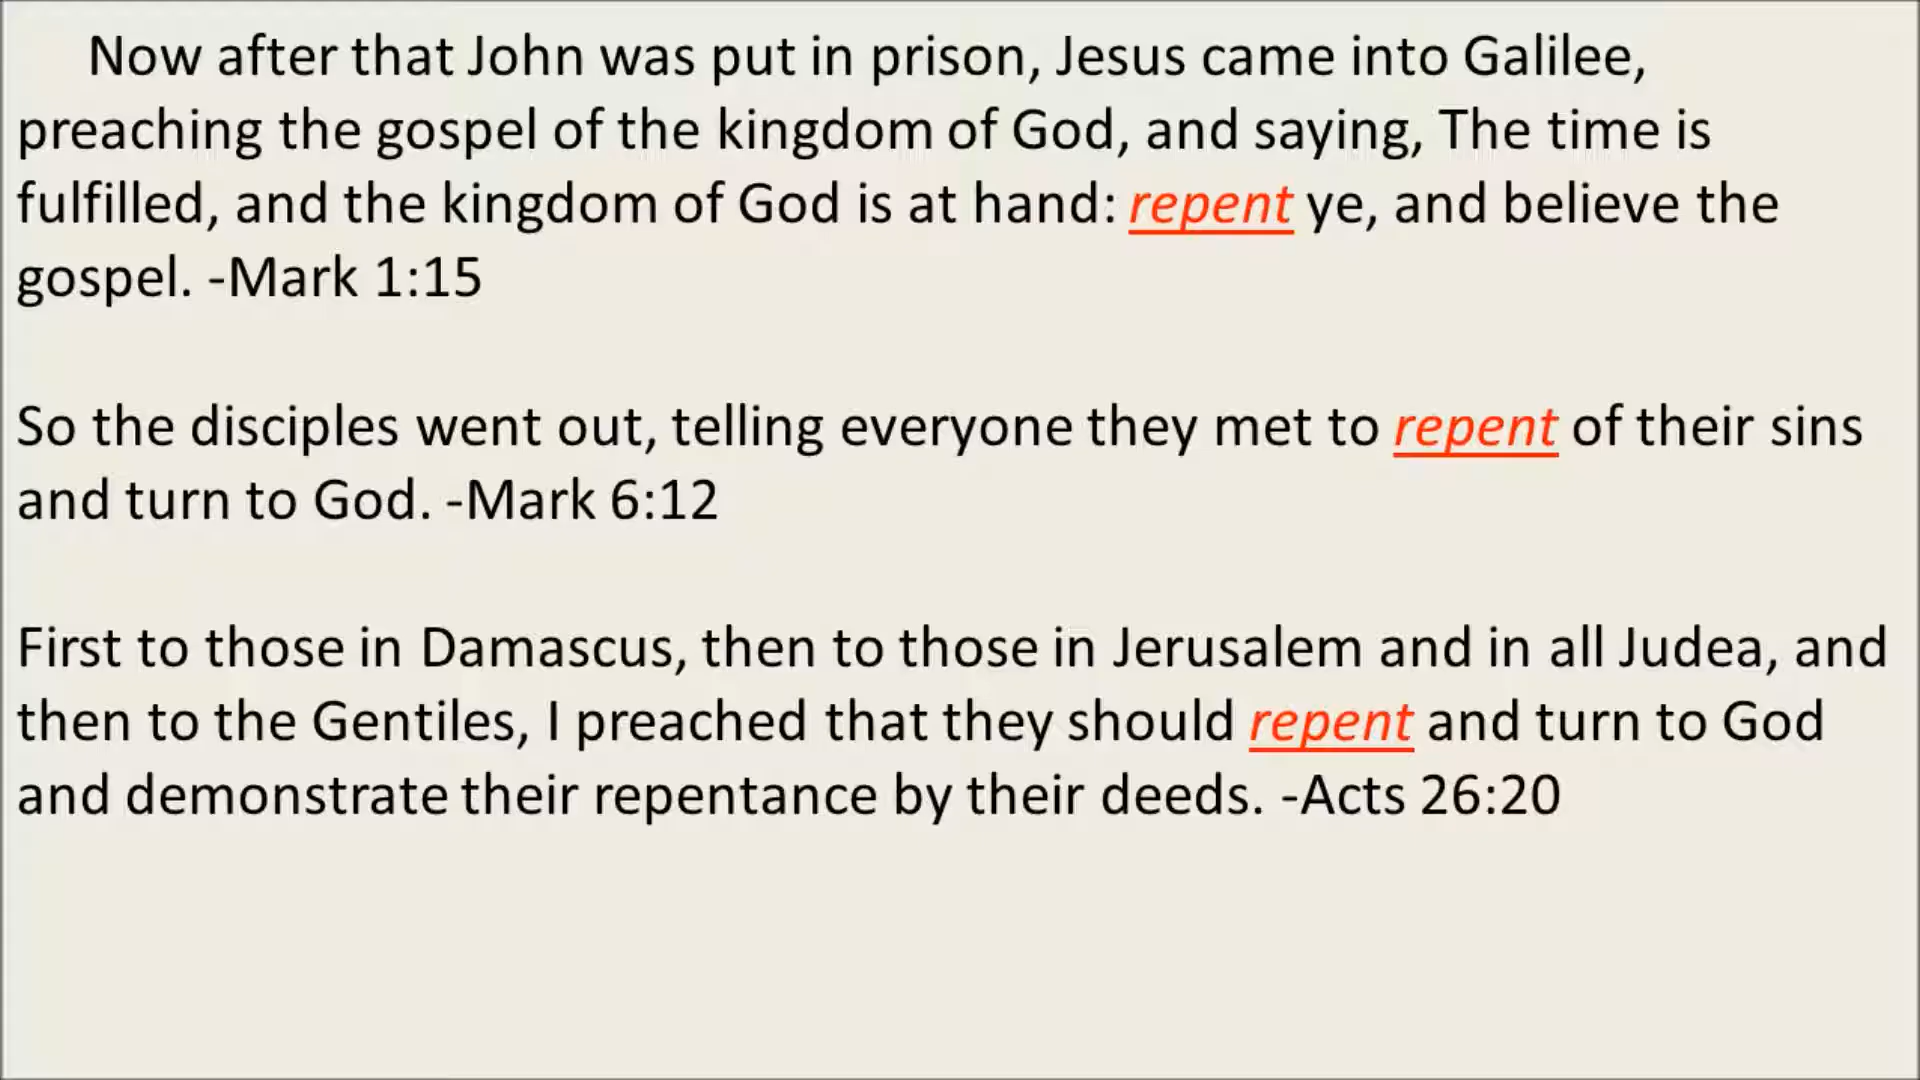 Now after that John was put in prison, Jesus came into Galilee,
preaching the gospel of the kingdom of God, and saying, The time is
fulfilled, and the kingdom of God is at hand: repent ye, and believe the
gospel. -Mark 1:15
So the disciples went out, telling everyone they met to repent of their sins
and turn to God. -Mark 6:12
First to those in Damascus, then to those in Jerusalem and in all Judea, and
then to the Gentiles, I preached that they should repent and turn to God
and demonstrate their repentance by their deeds. -Acts 26:20